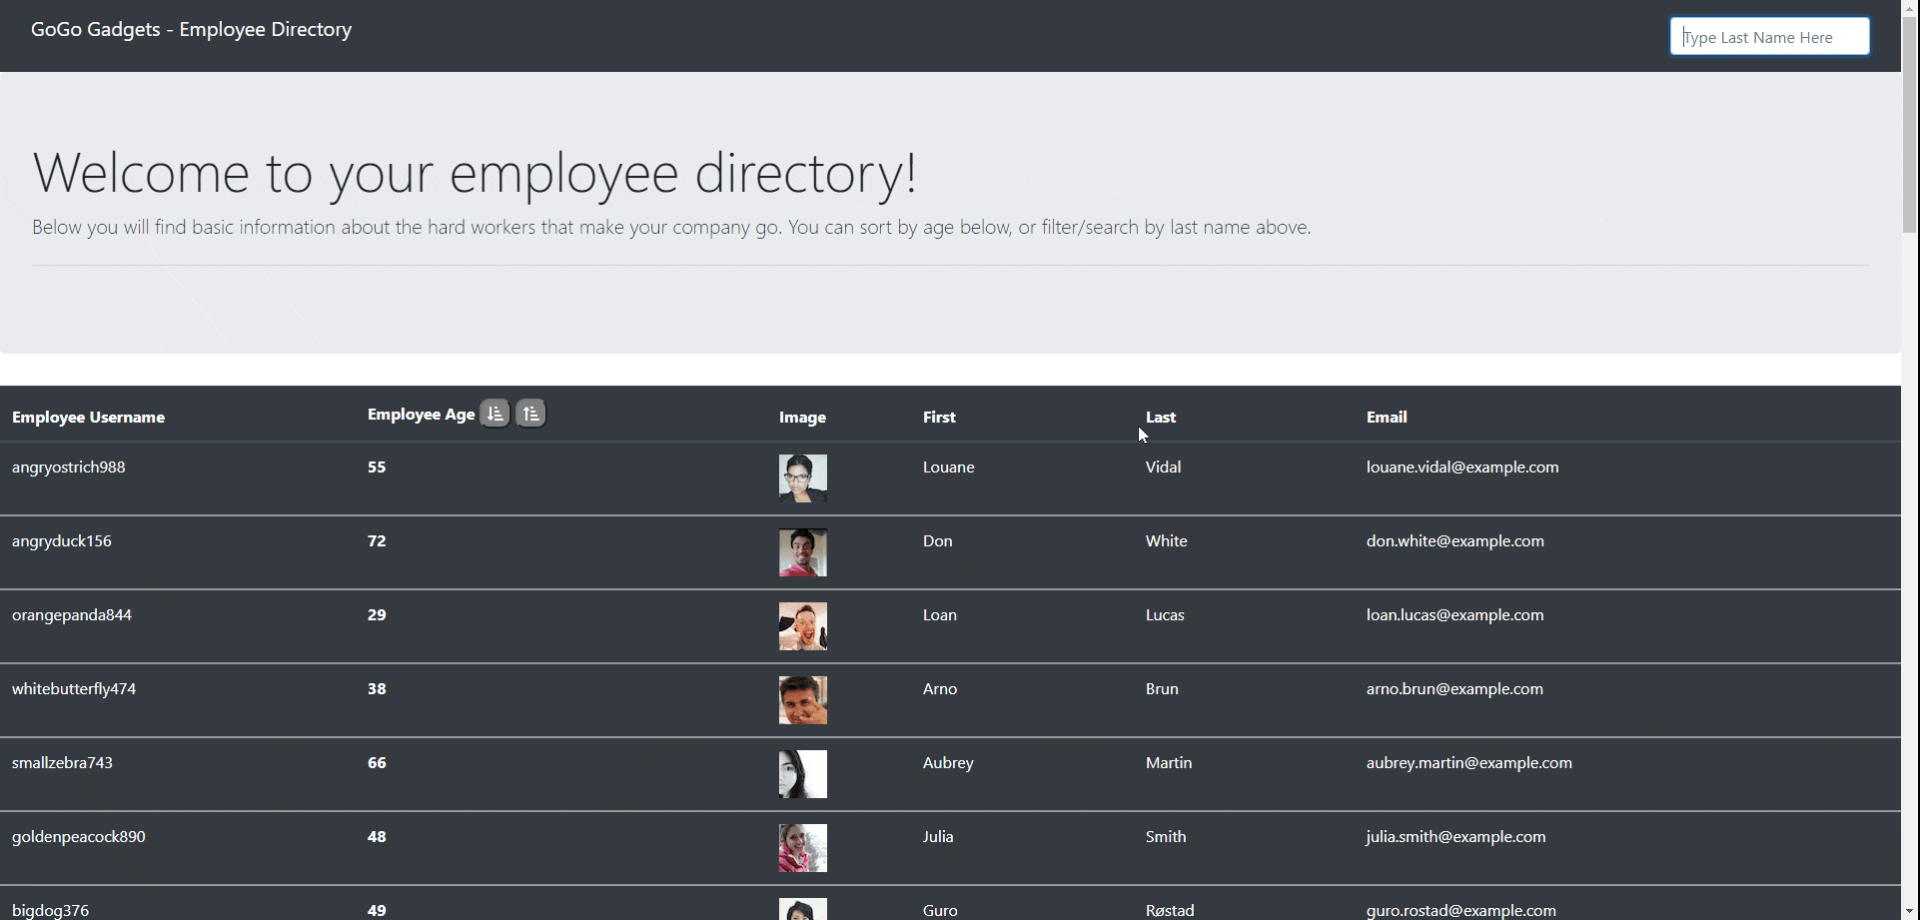 GoGo Gadgets - Employee Directory
Type Last Name Here
Welcome to your employee directory!
Below you will find basic information about the hard workers that make your company go. You can sort by age below, or filter/search by last name above.
Employee Username Employee Age Image First Last Email
angryostrich988 55 Louane Vidal louane.vidal@example.com
angryduck156 72 Don White don.white@example.com
orangepanda844 29 Loan Lucas loan.lucas@example.com
whitebutterfly474 38 Arno Brun arno.brun@example.com
smallzebra743 66 Aubrey Martin aubrey.martin@example.com
goldenpeacock890 48 Julia Smith julia.smith@example.com
bigdog376 49 Guro Røstad guro.rostad@example.com